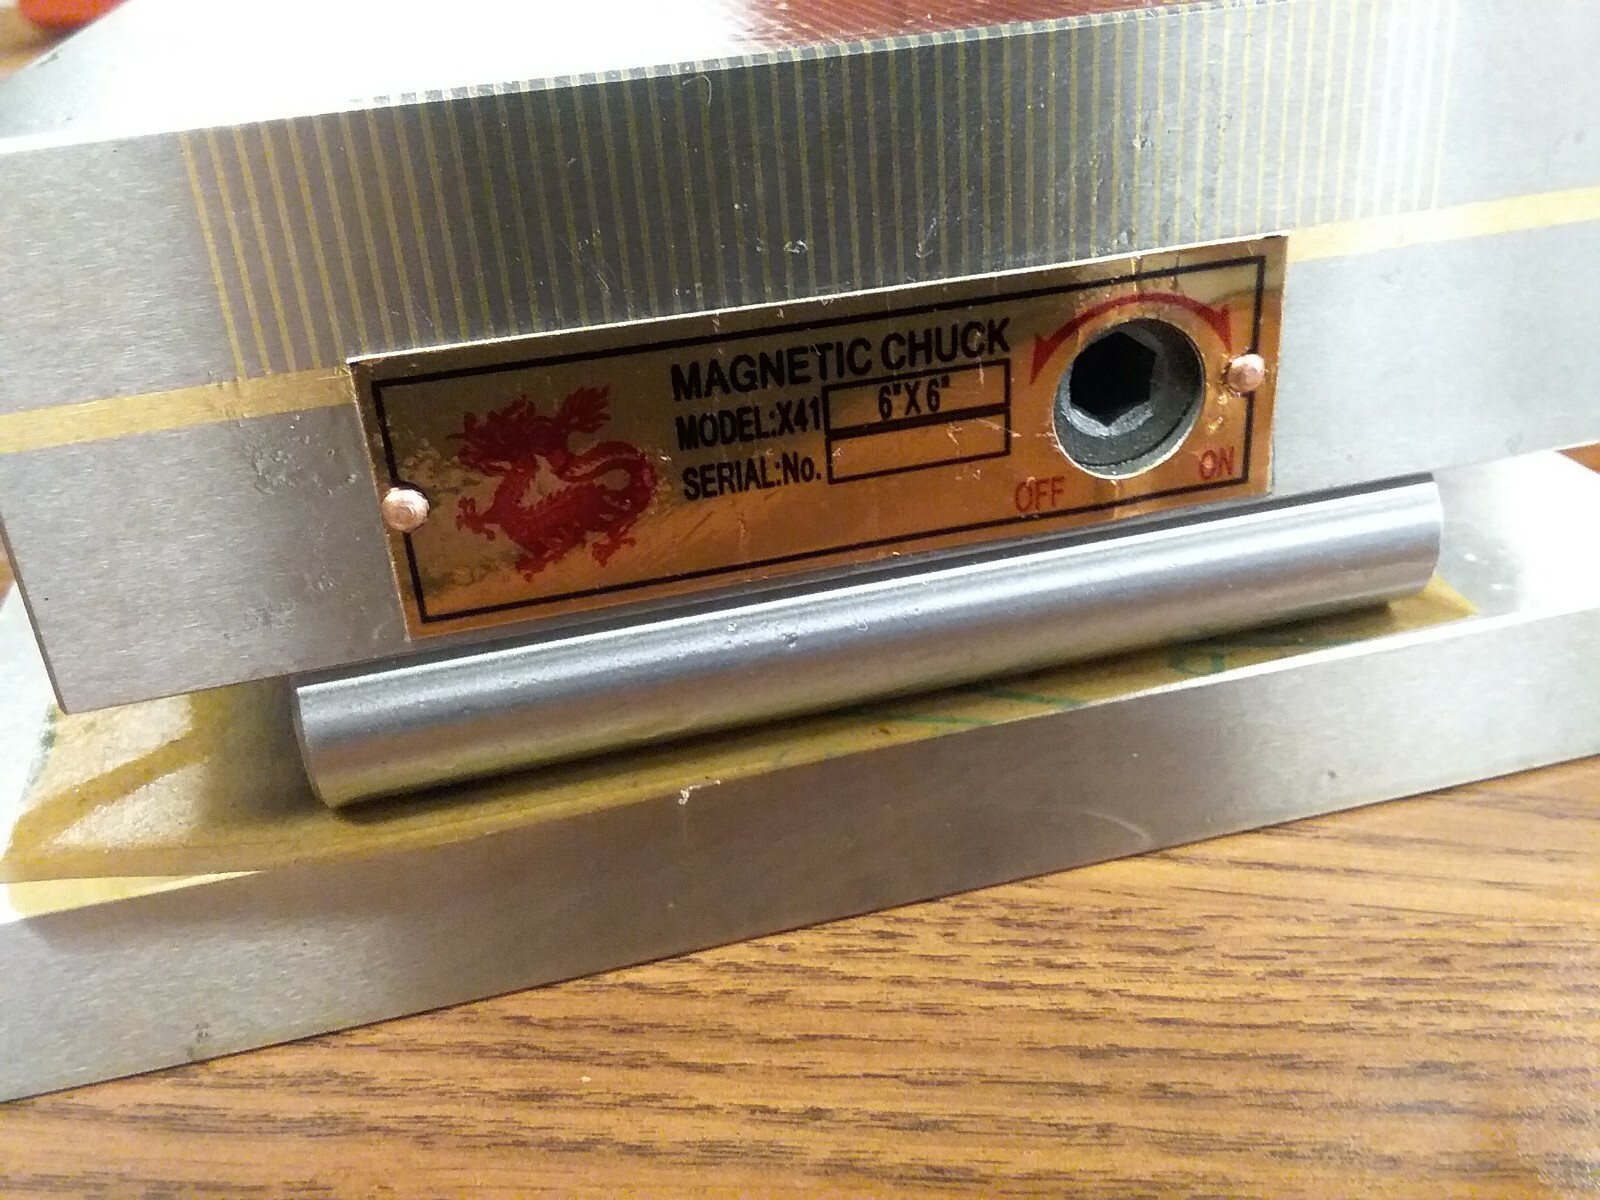 MAGNETIC CHUCK
MODEL:X41 6"X 6"
SERIAL:No.
OFF ON